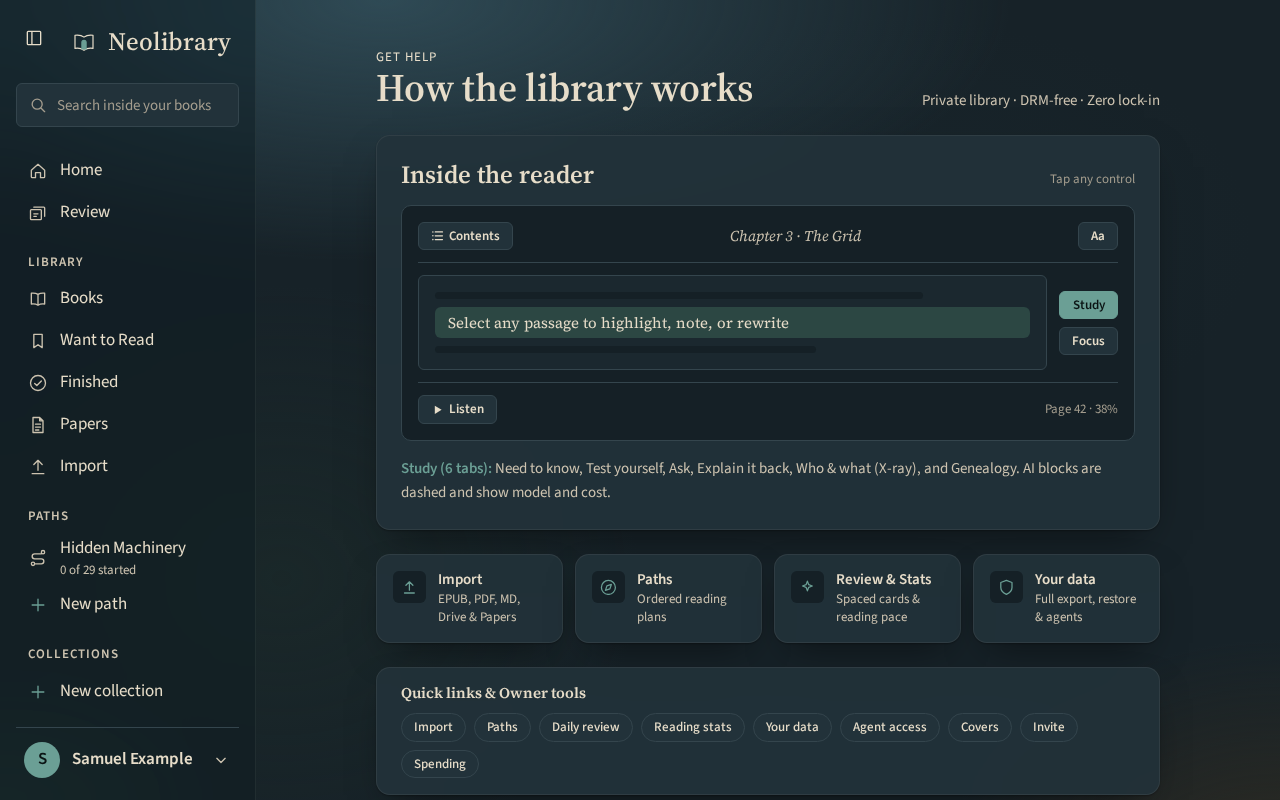 Neolibrary
Search inside your books
Home
Review
LIBRARY
Books
Want to Read
Finished
Papers
Import
PATHS
Hidden Machinery
0 of 29 started
New path
COLLECTIONS
New collection
S
Samuel Example
GET HELP
How the library works
Private library · DRM-free · Zero lock-in
Inside the reader
Tap any control
Contents
Chapter 3 · The Grid
Aa
Select any passage to highlight, note, or rewrite
Study
Focus
Listen
Page 42 · 38%
Study (6 tabs): Need to know, Test yourself, Ask, Explain it back, Who & what (X-ray), and Genealogy. AI blocks are
dashed and show model and cost.
Import
EPUB, PDF, MD,
Drive & Papers
Paths
Ordered reading
plans
Review & Stats
Spaced cards &
reading pace
Your data
Full export, restore
& agents
Quick links & Owner tools
Import
Paths
Daily review
Reading stats
Your data
Agent access
Covers
Invite
Spending